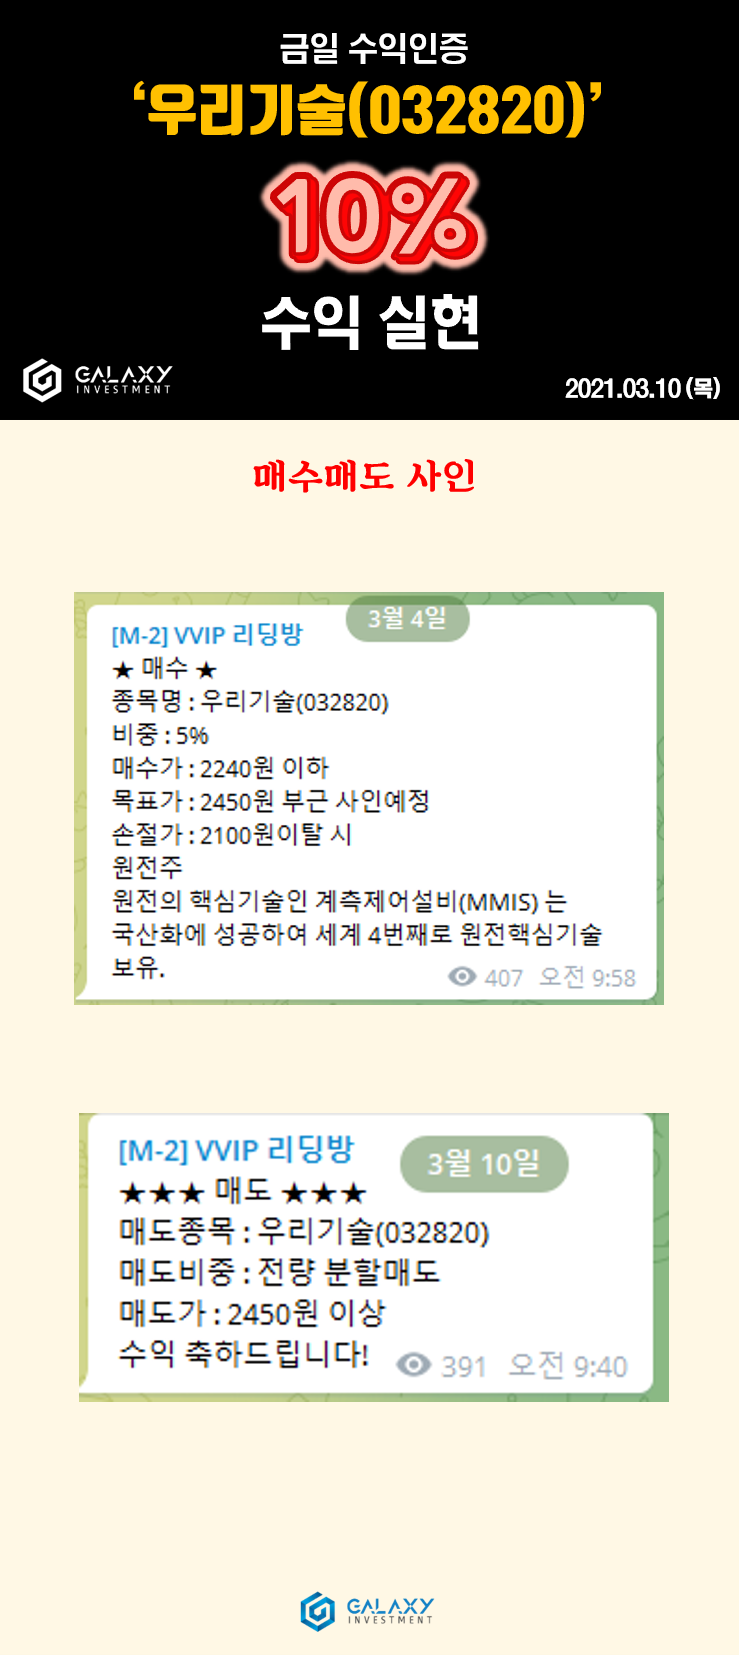 금일 수익인증
‘우리기술(032820)’
10%
수익 실현
GALAXY
INVESTMENT
2021.03.10 (목)
매수매도 사인
3월 4일
[M-2] VVIP 리딩방
★ 매수 ★
종목명 : 우리기술(032820)
비중 : 5%
매수가 : 2240원 이하
목표가 : 2450원 부근 사인예정
손절가 : 2100원이탈 시
원전주
원전의 핵심기술인 계측제어설비(MMIS) 는
국산화에 성공하여 세계 4번째로 원전핵심기술
보유.
407 오전 9:58
[M-2] VVIP 리딩방
3월 10일
★★★ 매도 ★★★
매도종목 : 우리기술(032820)
매도비중 : 전량 분할매도
매도가 : 2450원 이상
수익 축하드립니다!
391 오전 9:40
GALAXY
INVESTMENT